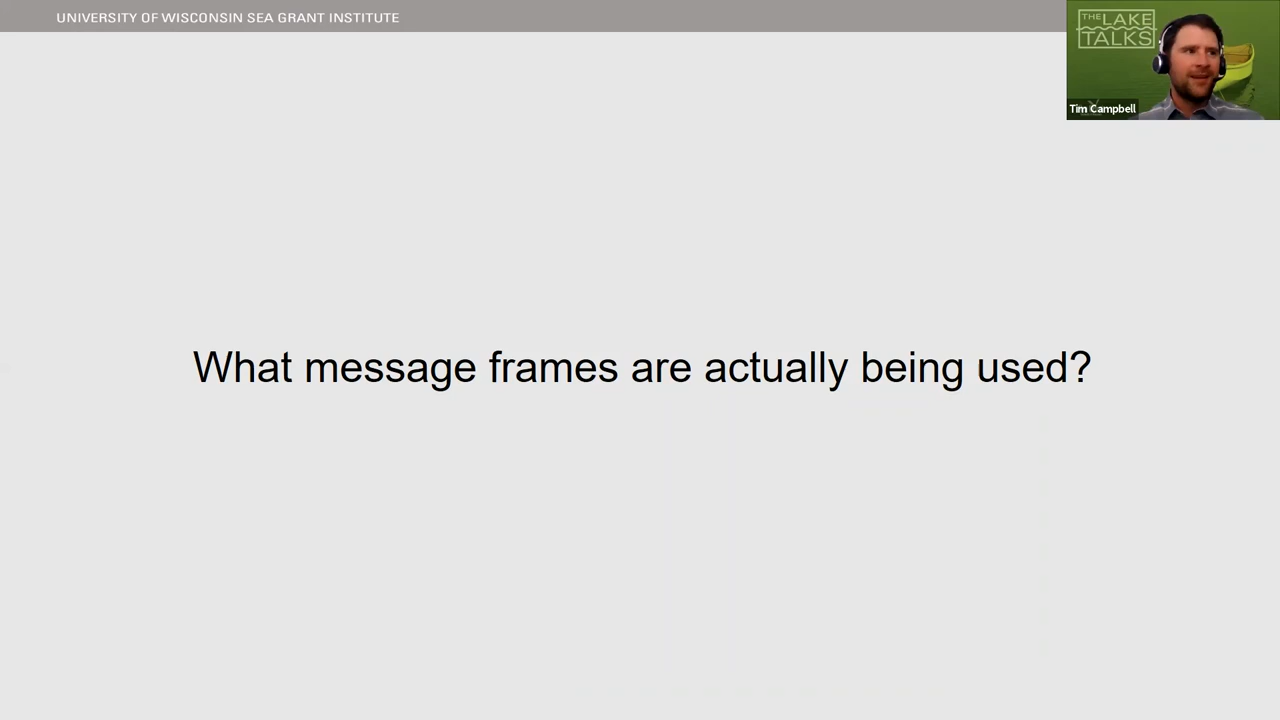 UNIVERSITY OF WISCONSIN SEA GRANT INSTITUTE
THE LAKE
TALKS
Tim Campbell
What message frames are actually being used?